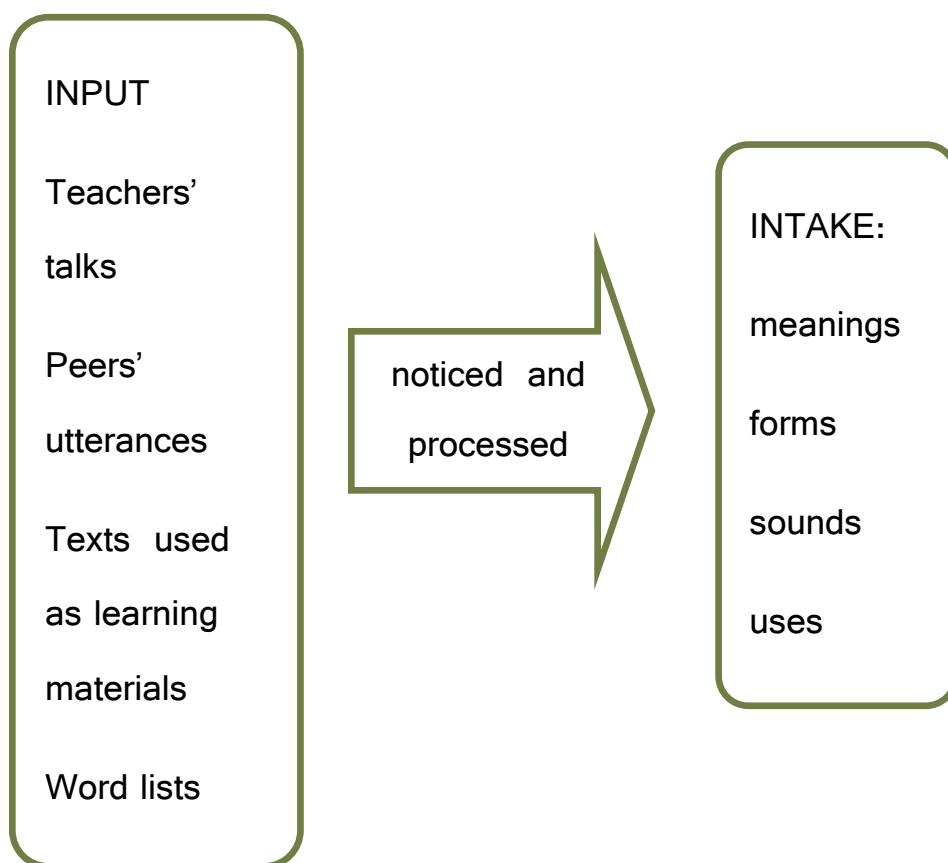 INPUT
Teachers’
talks
Peers’
utterances
Texts used
as learning
materials
Word lists
noticed and
processed
INTAKE:
meanings
forms
sounds
uses